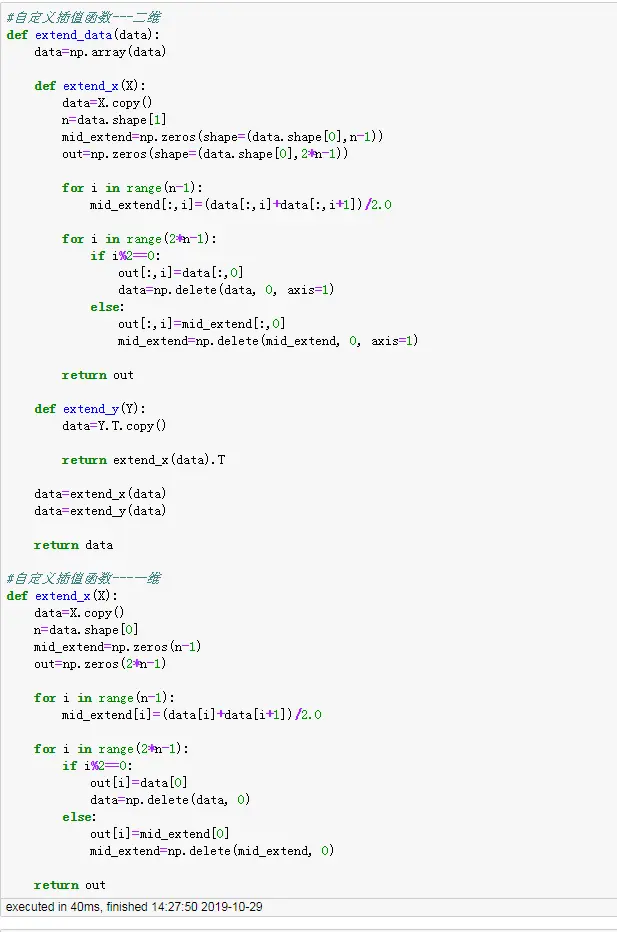 #自定义插值函数---二维
def extend_data(data):
    data=np.array(data)
    def extend_x(X):
        data=X.copy()
        n=data.shape[1]
        mid_extend=np.zeros(shape=(data.shape[0],n-1))
        out=np.zeros(shape=(data.shape[0],2*n-1))
        for i in range(n-1):
            mid_extend[:,i]=(data[:,i]+data[:,i+1])/2.0
        for i in range(2*n-1):
            if i%2==0:
                out[:,i]=data[:,0]
                data=np.delete(data, 0, axis=1)
            else:
                out[:,i]=mid_extend[:,0]
                mid_extend=np.delete(mid_extend, 0, axis=1)
        return out
    def extend_y(Y):
        data=Y.T.copy()
        return extend_x(data).T
    data=extend_x(data)
    data=extend_y(data)
    return data
#自定义插值函数---一维
def extend_x(X):
    data=X.copy()
    n=data.shape[0]
    mid_extend=np.zeros(n-1)
    out=np.zeros(2*n-1)
    for i in range(n-1):
        mid_extend[i]=(data[i]+data[i+1])/2.0
    for i in range(2*n-1):
        if i%2==0:
            out[i]=data[0]
            data=np.delete(data, 0)
        else:
            out[i]=mid_extend[0]
            mid_extend=np.delete(mid_extend, 0)
    return out
executed in 40ms, finished 14:27:50 2019-10-29